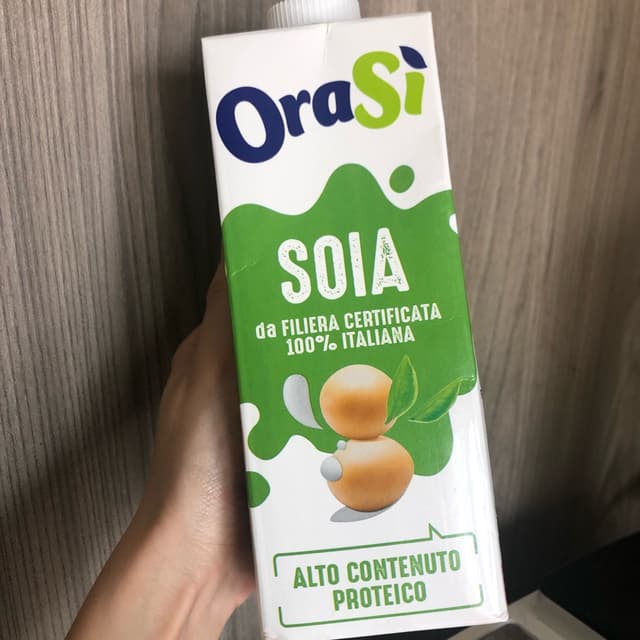 OraSì
SOIA
da FILIERA CERTIFICATA
100% ITALIANA
ALTO CONTENUTO
PROTEICO